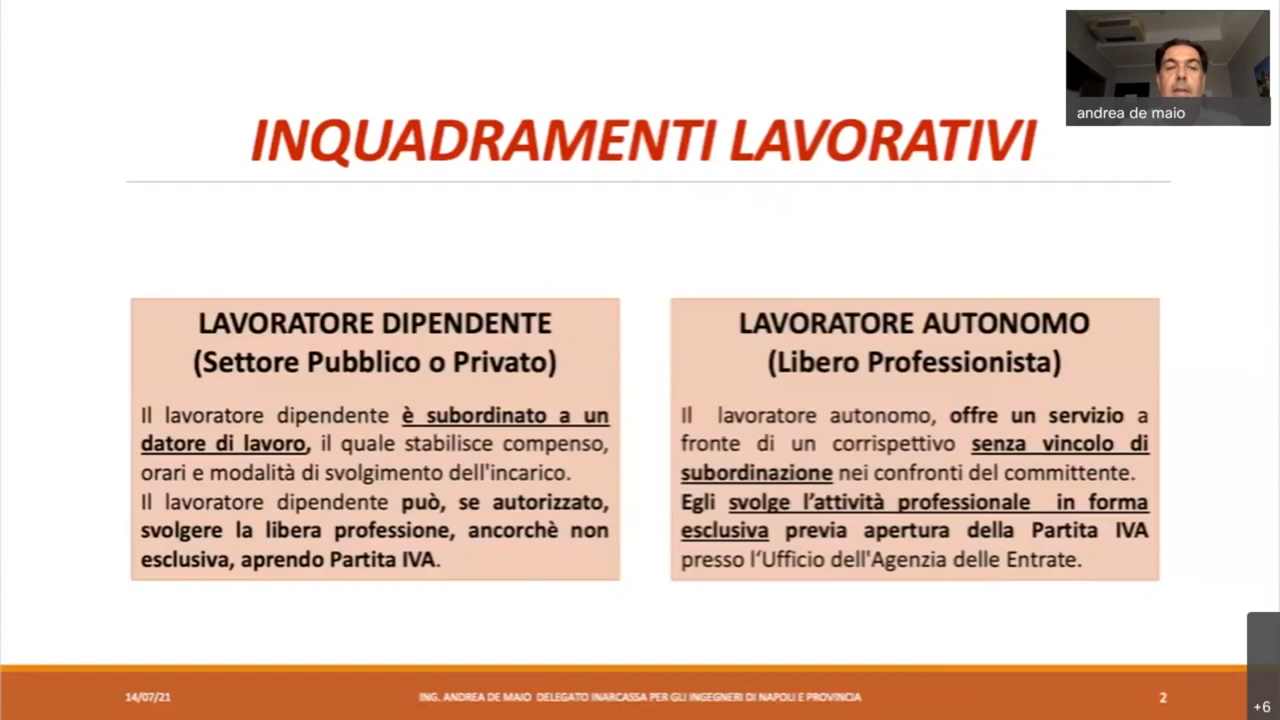 andrea de maio
INQUADRAMENTI LAVORATIVI
LAVORATORE DIPENDENTE
(Settore Pubblico o Privato)
Il lavoratore dipendente è subordinato a un
datore di lavoro, il quale stabilisce compenso,
orari e modalità di svolgimento dell'incarico.
Il lavoratore dipendente può, se autorizzato,
svolgere la libera professione, ancorchè non
esclusiva, aprendo Partita IVA.
LAVORATORE AUTONOMO
(Libero Professionista)
Il lavoratore autonomo, offre un servizio a
fronte di un corrispettivo senza vincolo di
subordinazione nei confronti del committente.
Egli svolge l’attività professionale in forma
esclusiva previa apertura della Partita IVA
presso l‘Ufficio dell'Agenzia delle Entrate.
14/07/21
ING. ANDREA DE MAIO DELEGATO INARCASSA PER GLI INGEGNERI DI NAPOLI E PROVINCIA
2
+6